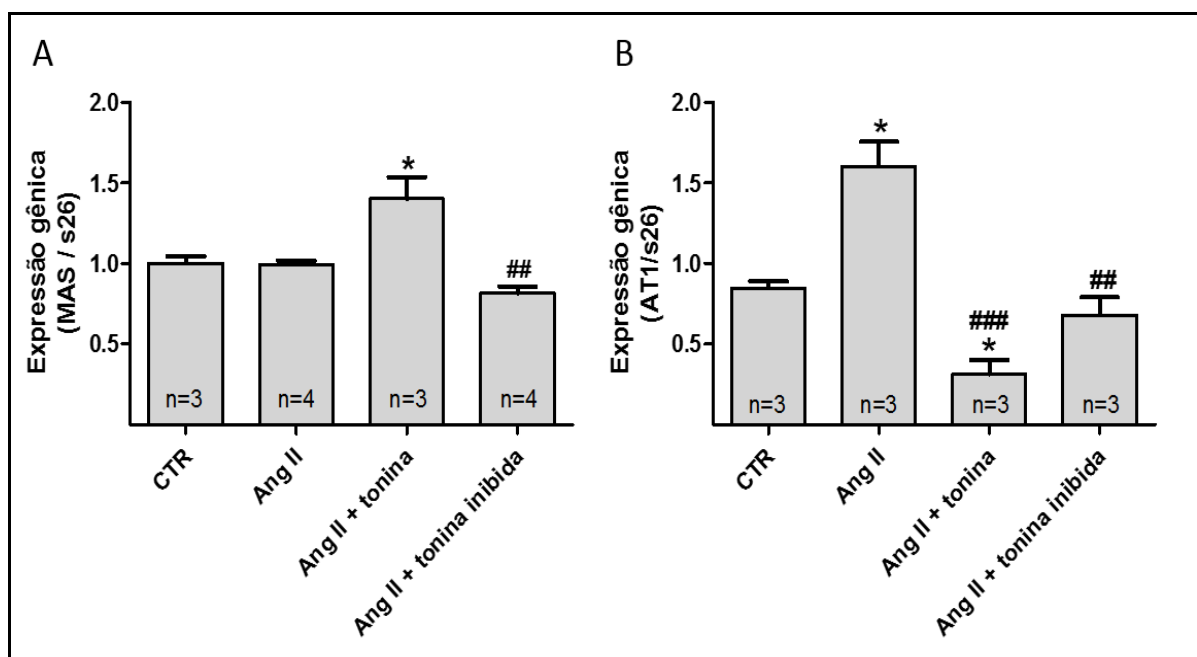 A
Expressão gênica
(MAS / s26)
2.0
1.5
1.0
0.5
*
##
n=3
n=4
n=3
n=4
CTR
Ang II
Ang II + tonina
Ang II + tonina inibida
B
Expressão gênica
(AT1/s26)
2.0
1.5
1.0
0.5
*
###
*
##
n=3
n=3
n=3
n=3
CTR
Ang II
Ang II + tonina
Ang II + tonina inibida